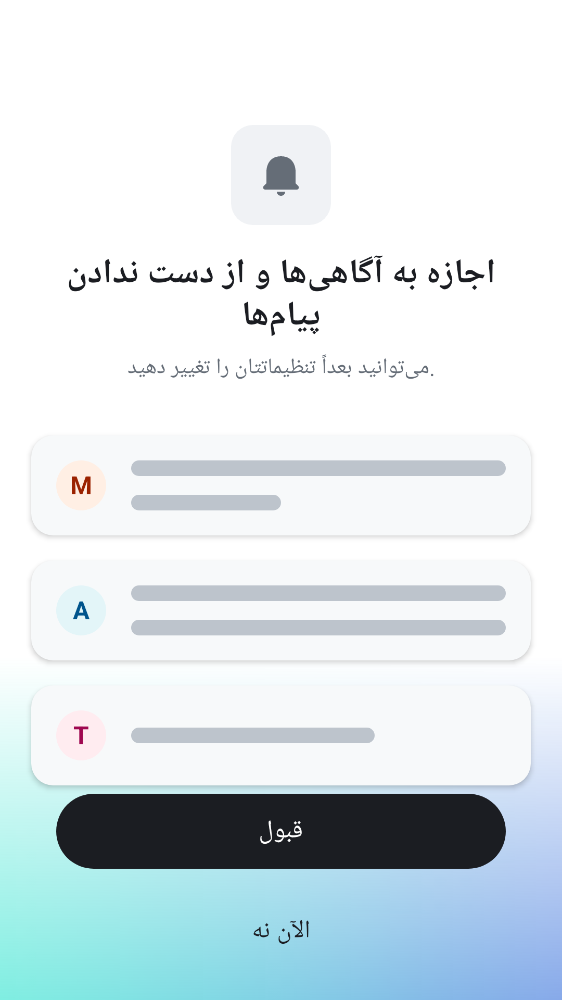 اجازه به آگاهی‌ها و از دست ندادن
پیام‌ها
می‌توانید بعداً تنظیماتتان را تغییر دهید.
M
A
T
قبول
الآن نه